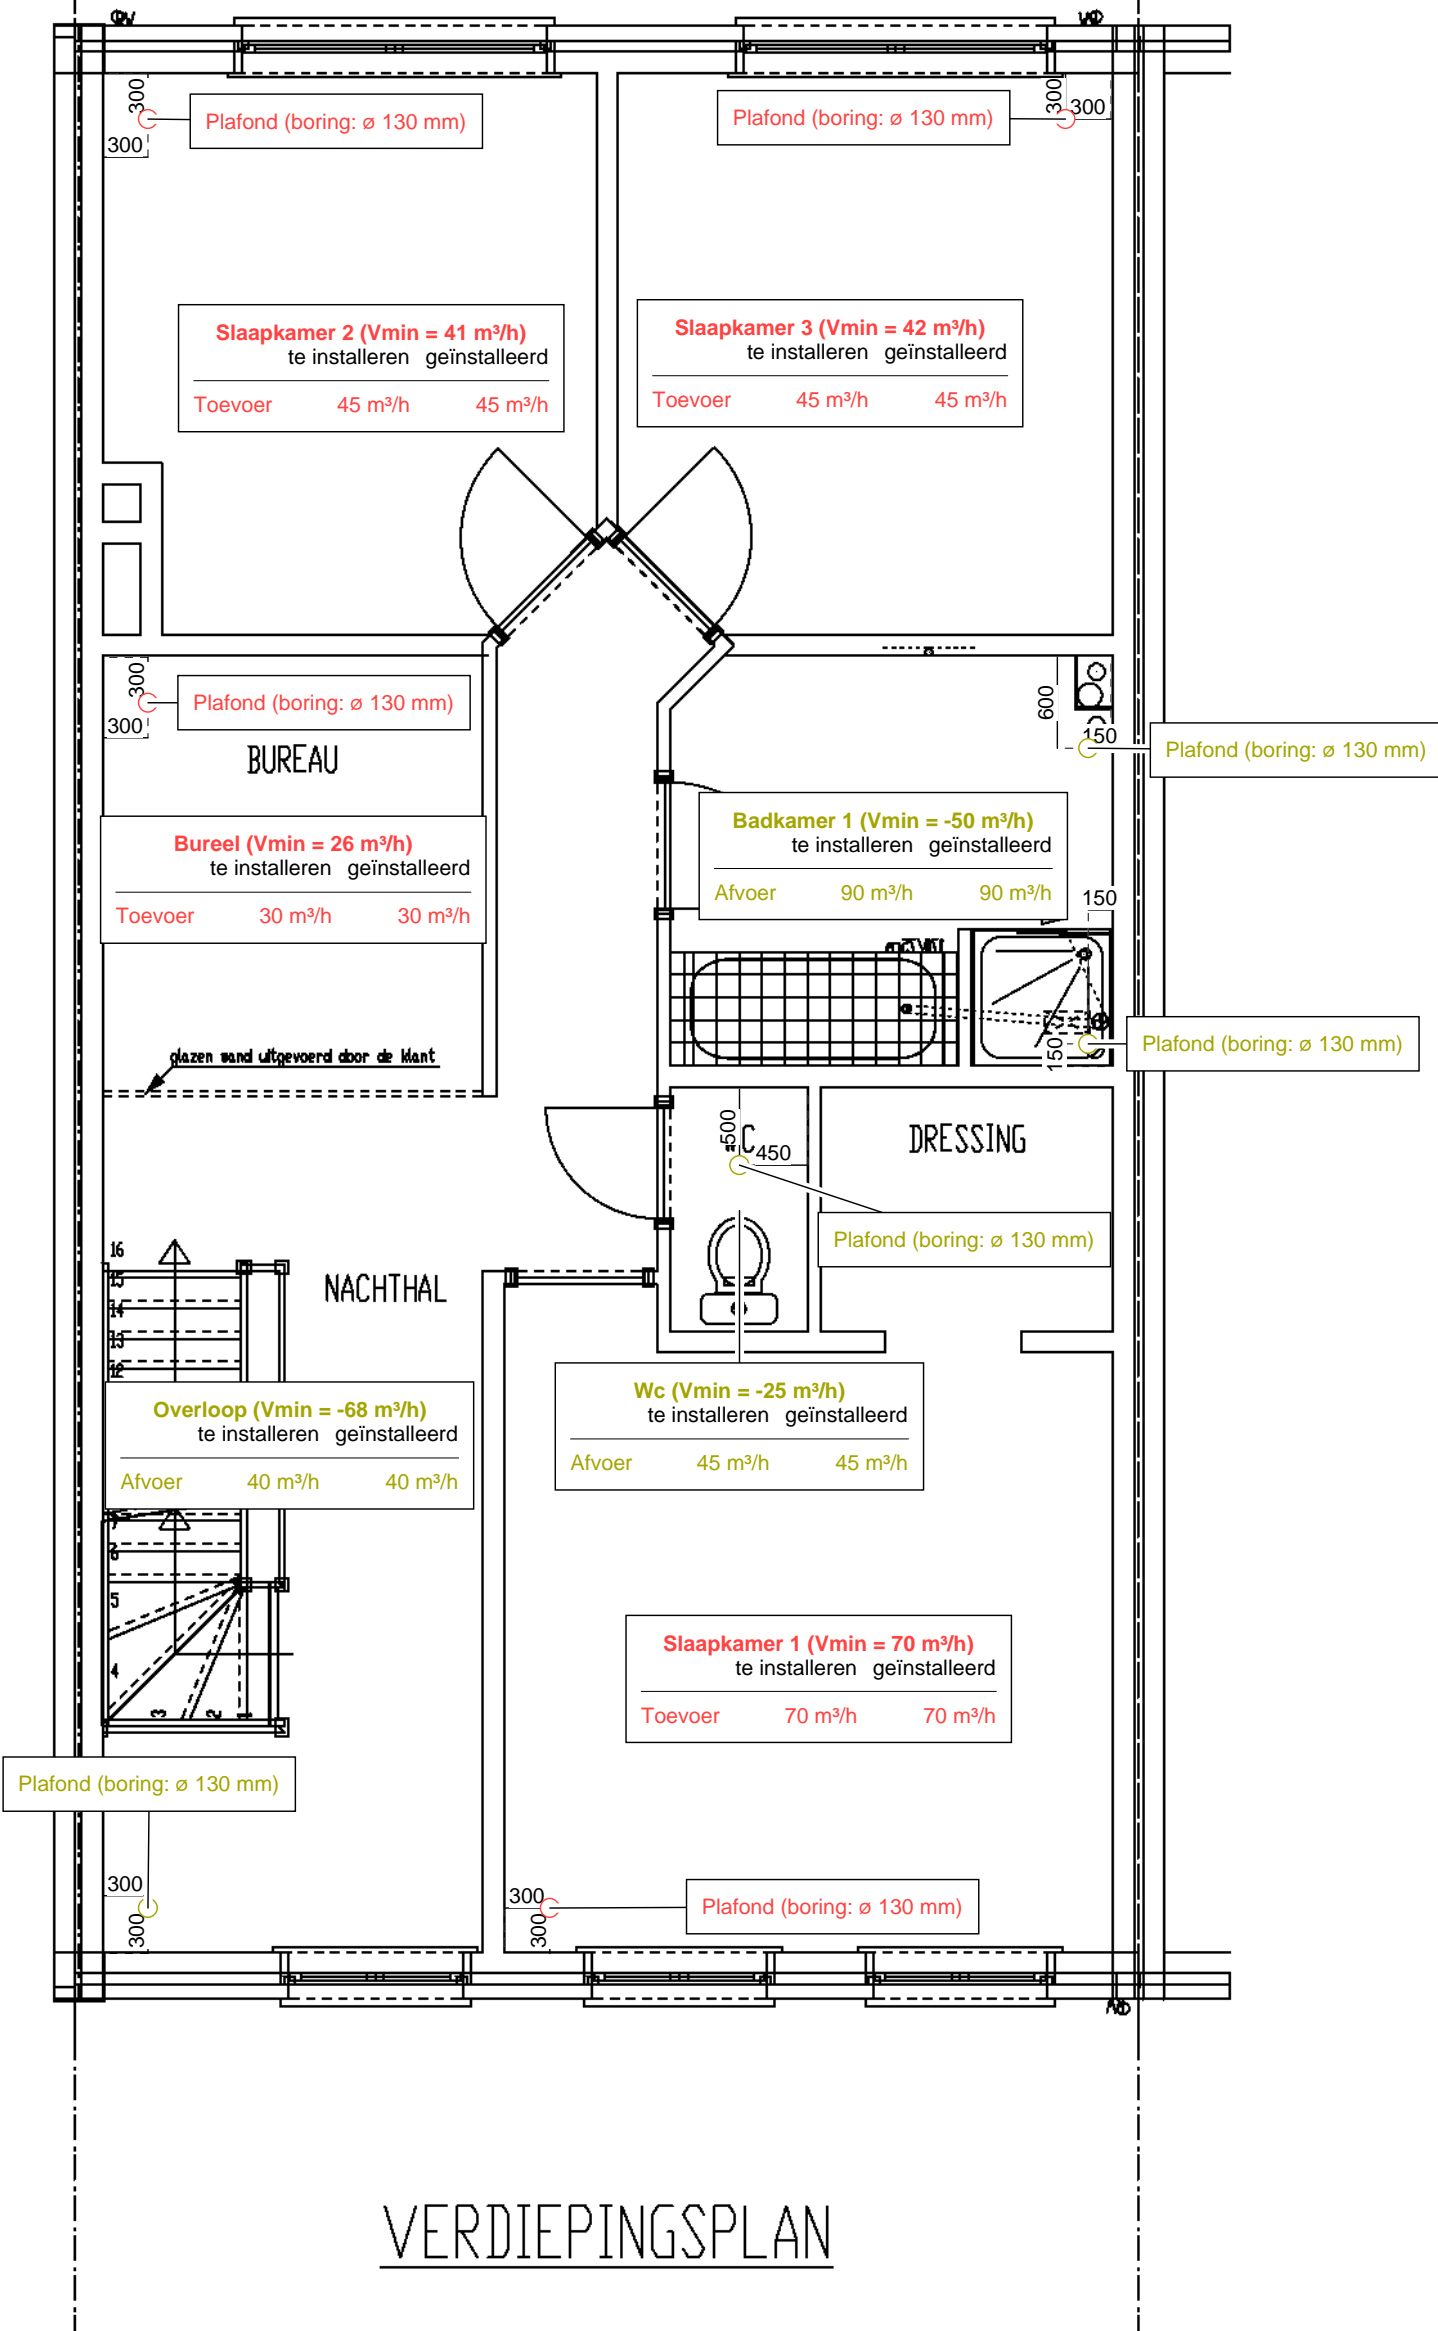 300
300
Plafond (boring: ø 130 mm)
Plafond (boring: ø 130 mm)
300
300
Slaapkamer 2 (Vmin = 41 m³/h)
te installeren geïnstalleerd
Toevoer 45 m³/h 45 m³/h
Slaapkamer 3 (Vmin = 42 m³/h)
te installeren geïnstalleerd
Toevoer 45 m³/h 45 m³/h
300
300
Plafond (boring: ø 130 mm)
BUREAU
600
150
Plafond (boring: ø 130 mm)
Bureel (Vmin = 26 m³/h)
te installeren geïnstalleerd
Toevoer 30 m³/h 30 m³/h
Badkamer 1 (Vmin = -50 m³/h)
te installeren geïnstalleerd
Afvoer 90 m³/h 90 m³/h
150
150
Plafond (boring: ø 130 mm)
glazen wand uitgevoerd door de klant
500
450
DRESSING
Plafond (boring: ø 130 mm)
NACHTHAL
16
15
14
13
12
Overloop (Vmin = -68 m³/h)
te installeren geïnstalleerd
Afvoer 40 m³/h 40 m³/h
Wc (Vmin = -25 m³/h)
te installeren geïnstalleerd
Afvoer 45 m³/h 45 m³/h
7
6
5
4
3
2
1
Slaapkamer 1 (Vmin = 70 m³/h)
te installeren geïnstalleerd
Toevoer 70 m³/h 70 m³/h
Plafond (boring: ø 130 mm)
300
300
300
300
Plafond (boring: ø 130 mm)
VERDIEPINGSPLAN